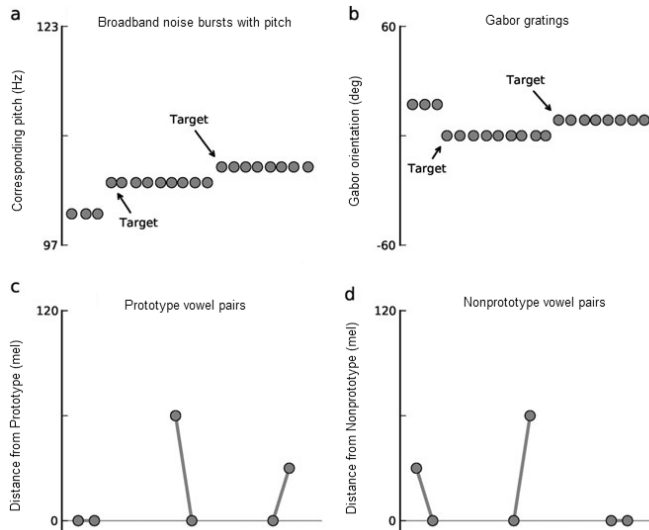 a
Broadband noise bursts with pitch
123
Corresponding pitch (Hz)
Target
Target
97
b
Gabor gratings
60
Gabor orientation (deg)
Target
Target
-60
c
Prototype vowel pairs
120
Distance from Prototype (mel)
0
d
Nonprototype vowel pairs
120
Distance from Nonprototype (mel)
0